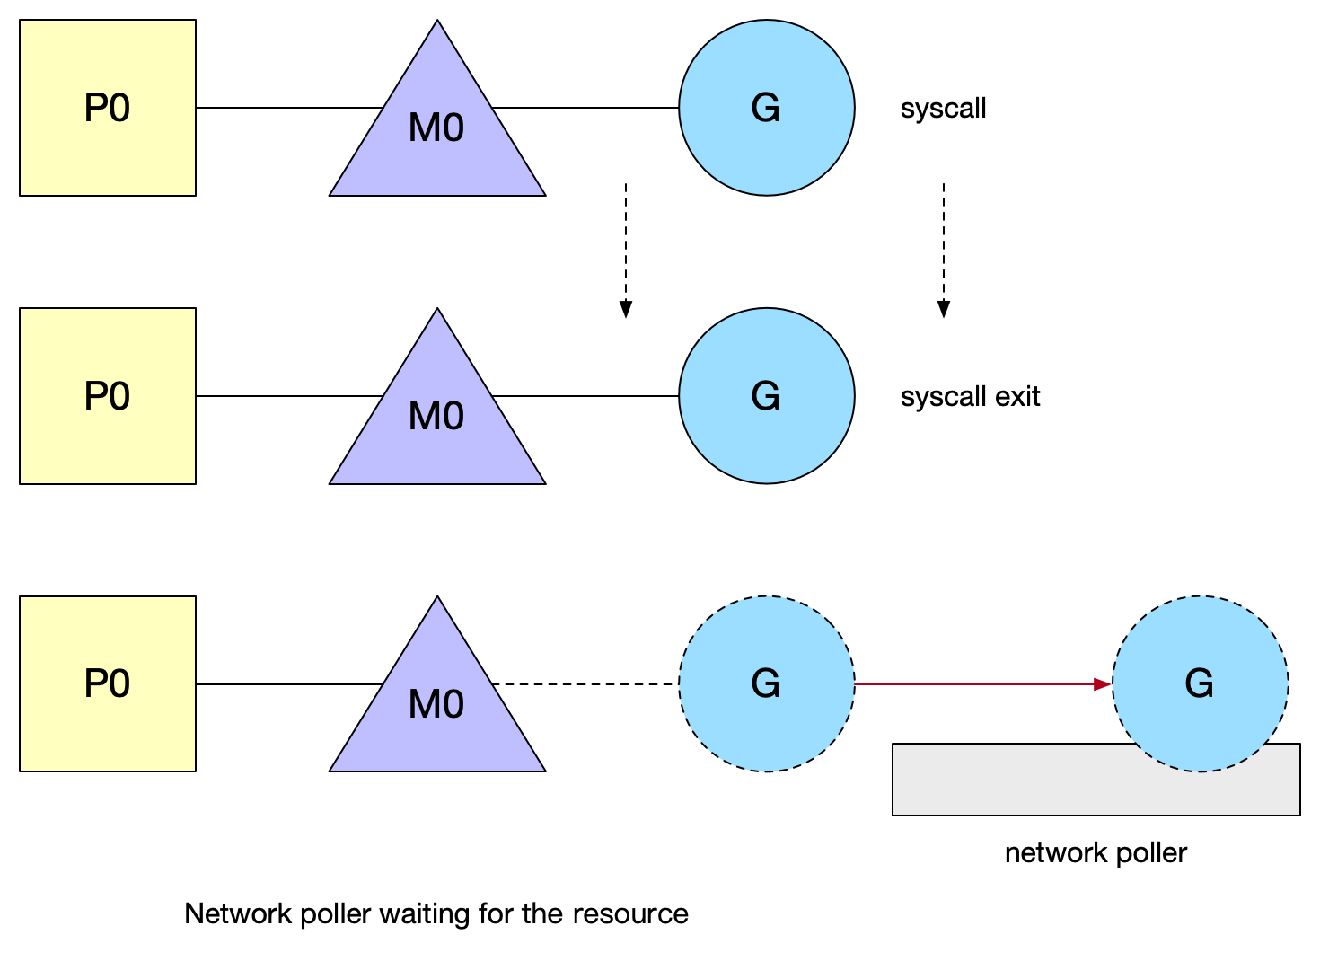 P0
M0
G
syscall
P0
M0
G
syscall exit
P0
M0
G
G
network poller
Network poller waiting for the resource